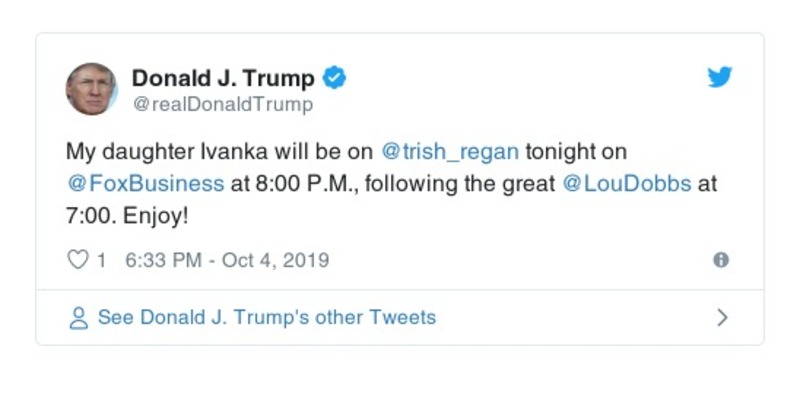 Donald J. Trump
@realDonaldTrump
My daughter Ivanka will be on @trish_regan tonight on
@FoxBusiness at 8:00 P.M., following the great @LouDobbs at
7:00. Enjoy!
1 6:33 PM - Oct 4, 2019
See Donald J. Trump's other Tweets